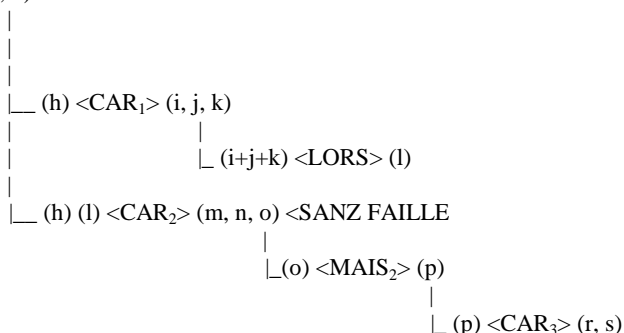 (h) <CAR₁> (i, j, k)
(i+j+k) <LORS> (l)
(h) (l) <CAR₂> (m, n, o) <SANZ FAILLE
(o) <MAIS₂> (p)
(p) <CAR₃> (r, s)